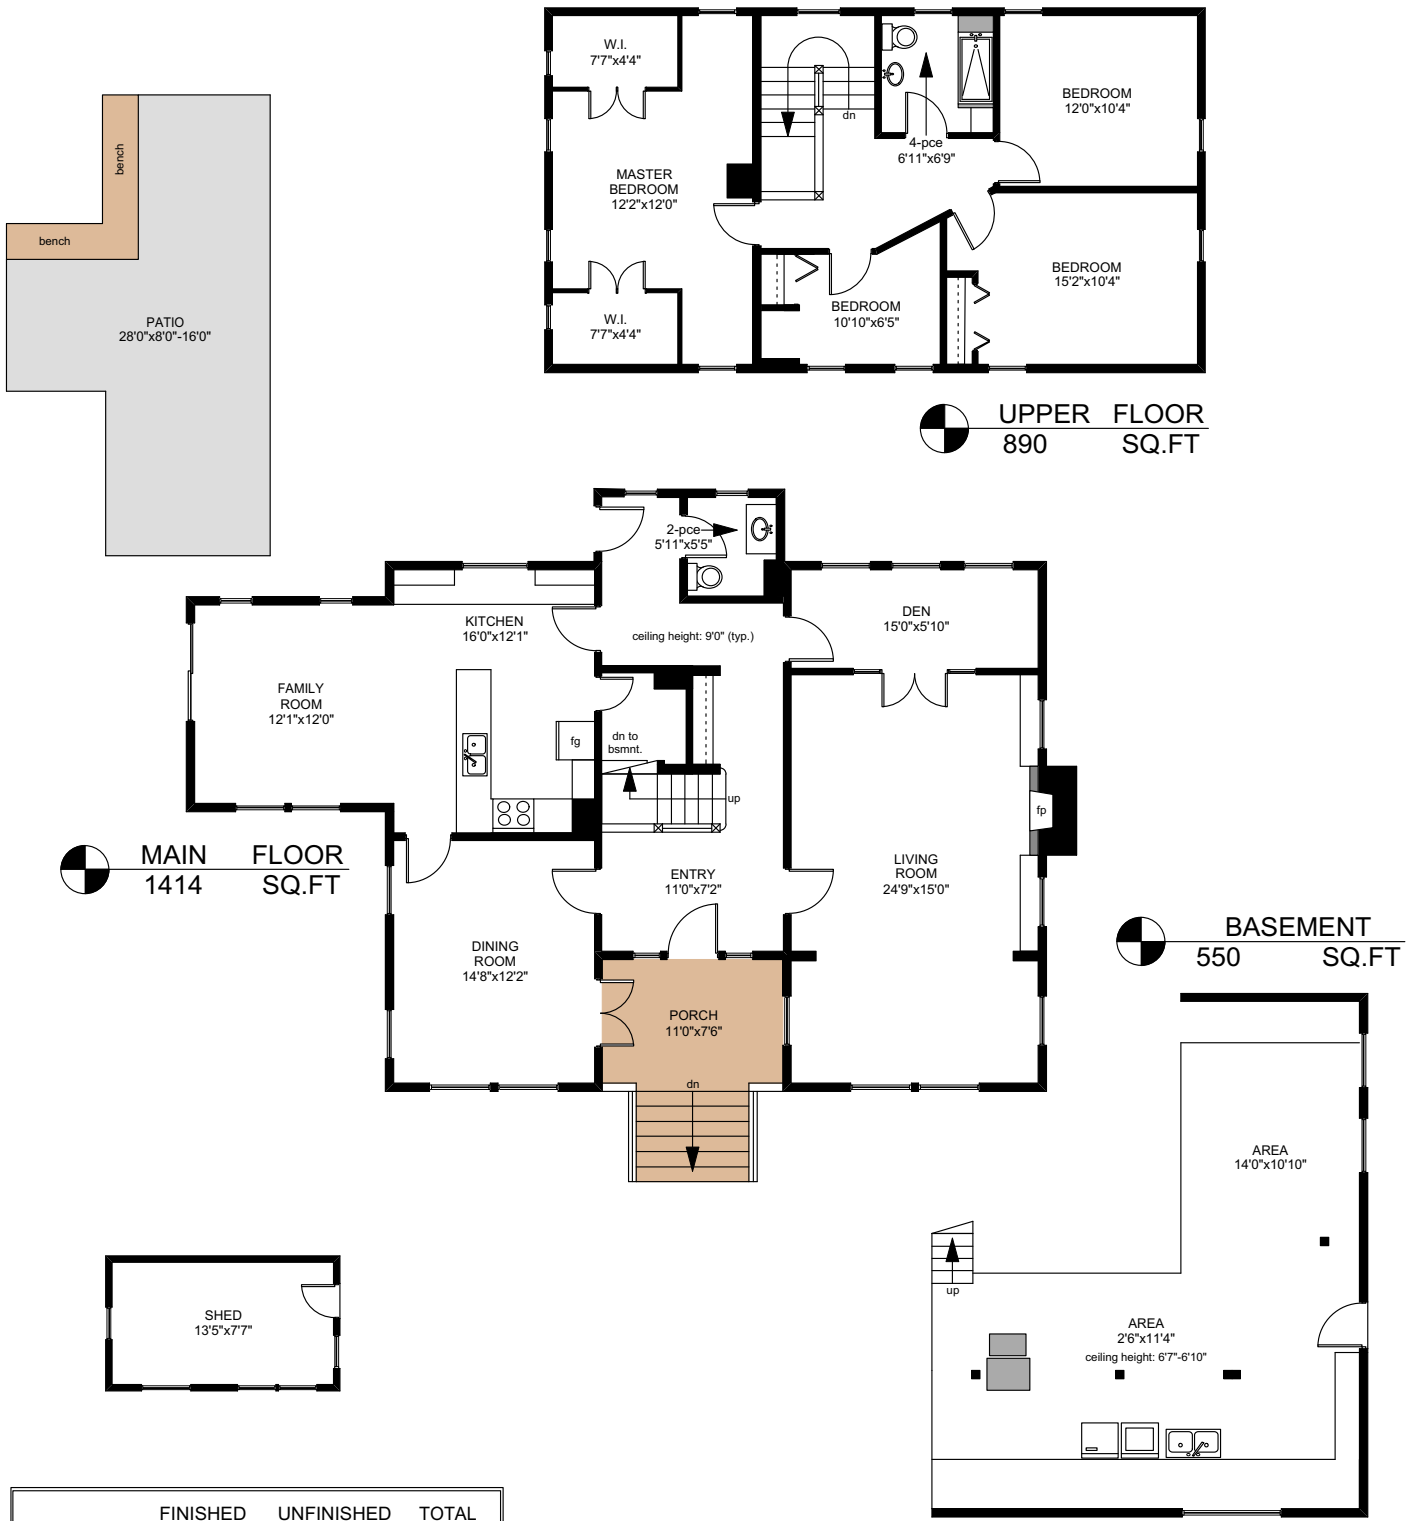 W.I.
7'7"x4'4"
dn
4-pce
6'11"x6'9"
BEDROOM
12'0"x10'4"
MASTER
BEDROOM
12'2"x12'0"
W.I.
7'7"x4'4"
BEDROOM
10'10"x6'5"
BEDROOM
15'2"x10'4"
UPPER FLOOR
890 SQ.FT
bench
bench
PATIO
28'0"x8'0"-16'0"
2-pce
5'11"x5'5"
KITCHEN
16'0"x12'1"
ceiling height: 9'0" (typ.)
DEN
15'0"x5'10"
FAMILY
ROOM
12'1"x12'0"
fg
dn to
bsmnt.
up
fp
MAIN FLOOR
1414 SQ.FT
ENTRY
11'0"x7'2"
LIVING
ROOM
24'9"x15'0"
DINING
ROOM
14'8"x12'2"
PORCH
11'0"x7'6"
dn
BASEMENT
550 SQ.FT
AREA
14'0"x10'10"
up
AREA
2'6"x11'4"
ceiling height: 6'7"-6'10"
SHED
13'5"x7'7"
FINISHED UNFINISHED TOTAL